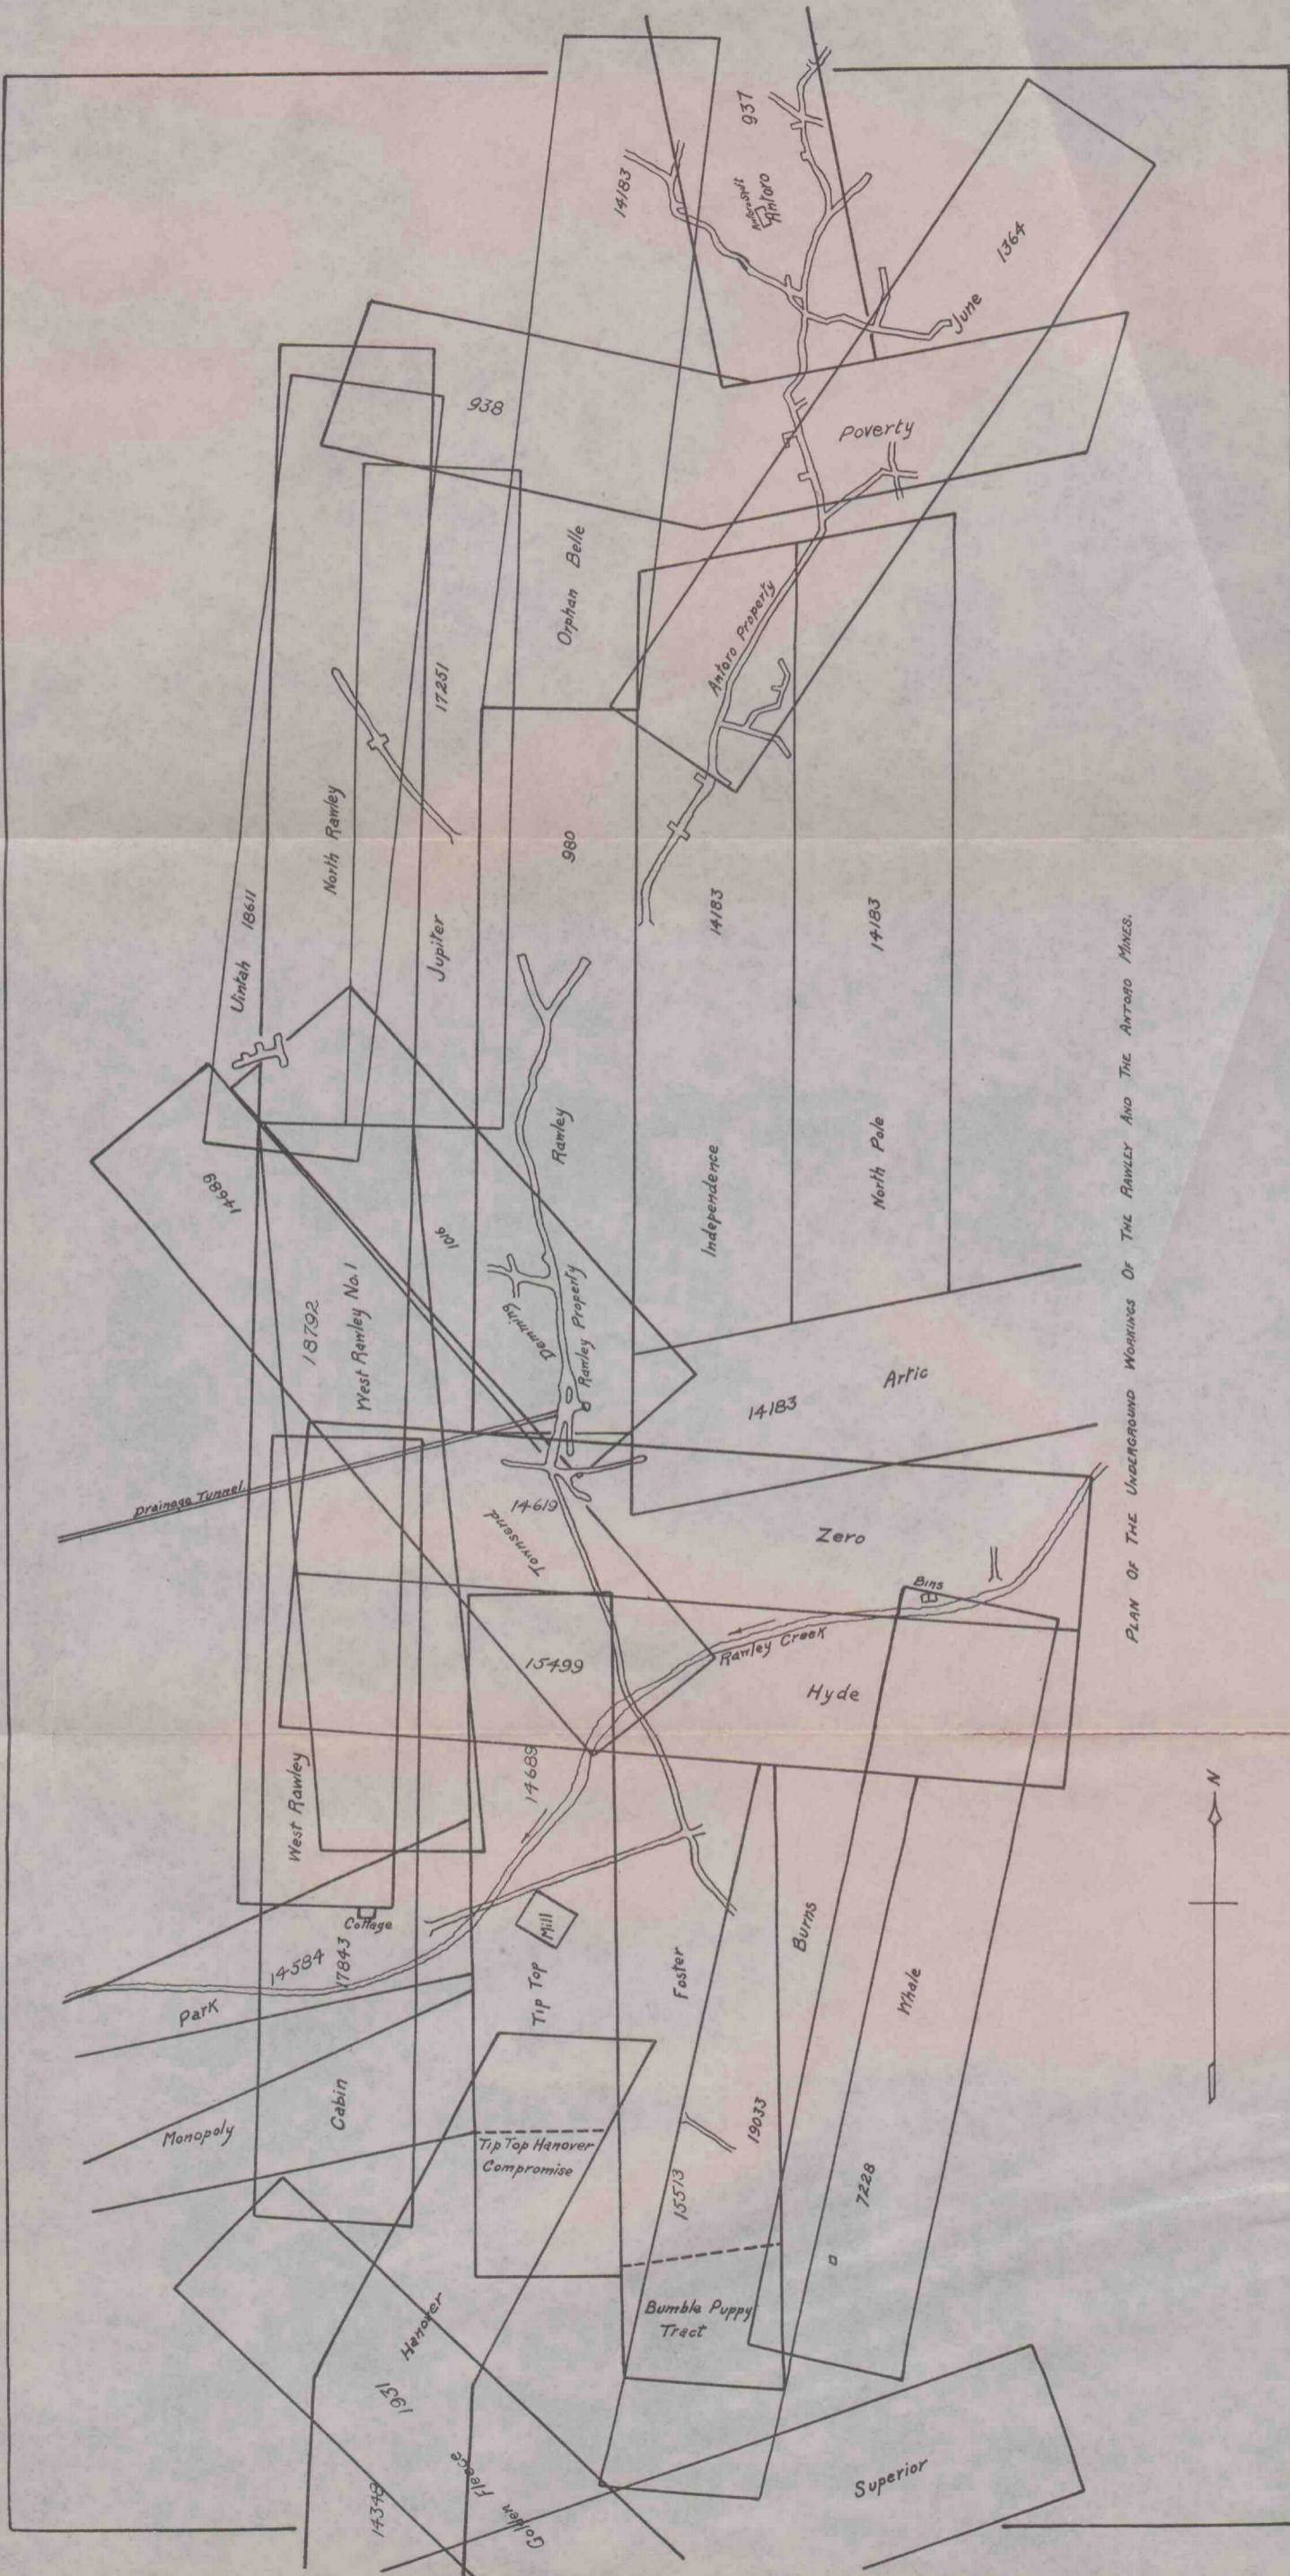 937
14183
Antoro
1364
June
938
Poverty
Orphan Belle
Antoro Property
17251
North Rawley
980
Uintah 18611
Jupiter
14183
14183
Rawley
14689
1016
Independence
North Pole
18792
West Rawley No. 1
Demming
Rawley Property
Artic
14183
Drainage Tunnel
14619
Townsend
Zero
Bins
Rawley Creek
15499
Hyde
14689
West Rawley
Cottage
17843
14584
Mill
Park
Tip Top
Foster
Burns
Whale
Cabin
Monopoly
Tip Top Hanover
Compromise
19033
15513
7228
Bumble Puppy
Tract
Hanover
1931
Golden Fleece
14348
Superior
N
PLAN OF THE UNDERGROUND WORKINGS OF THE RAWLEY AND THE ANTORO MINES.